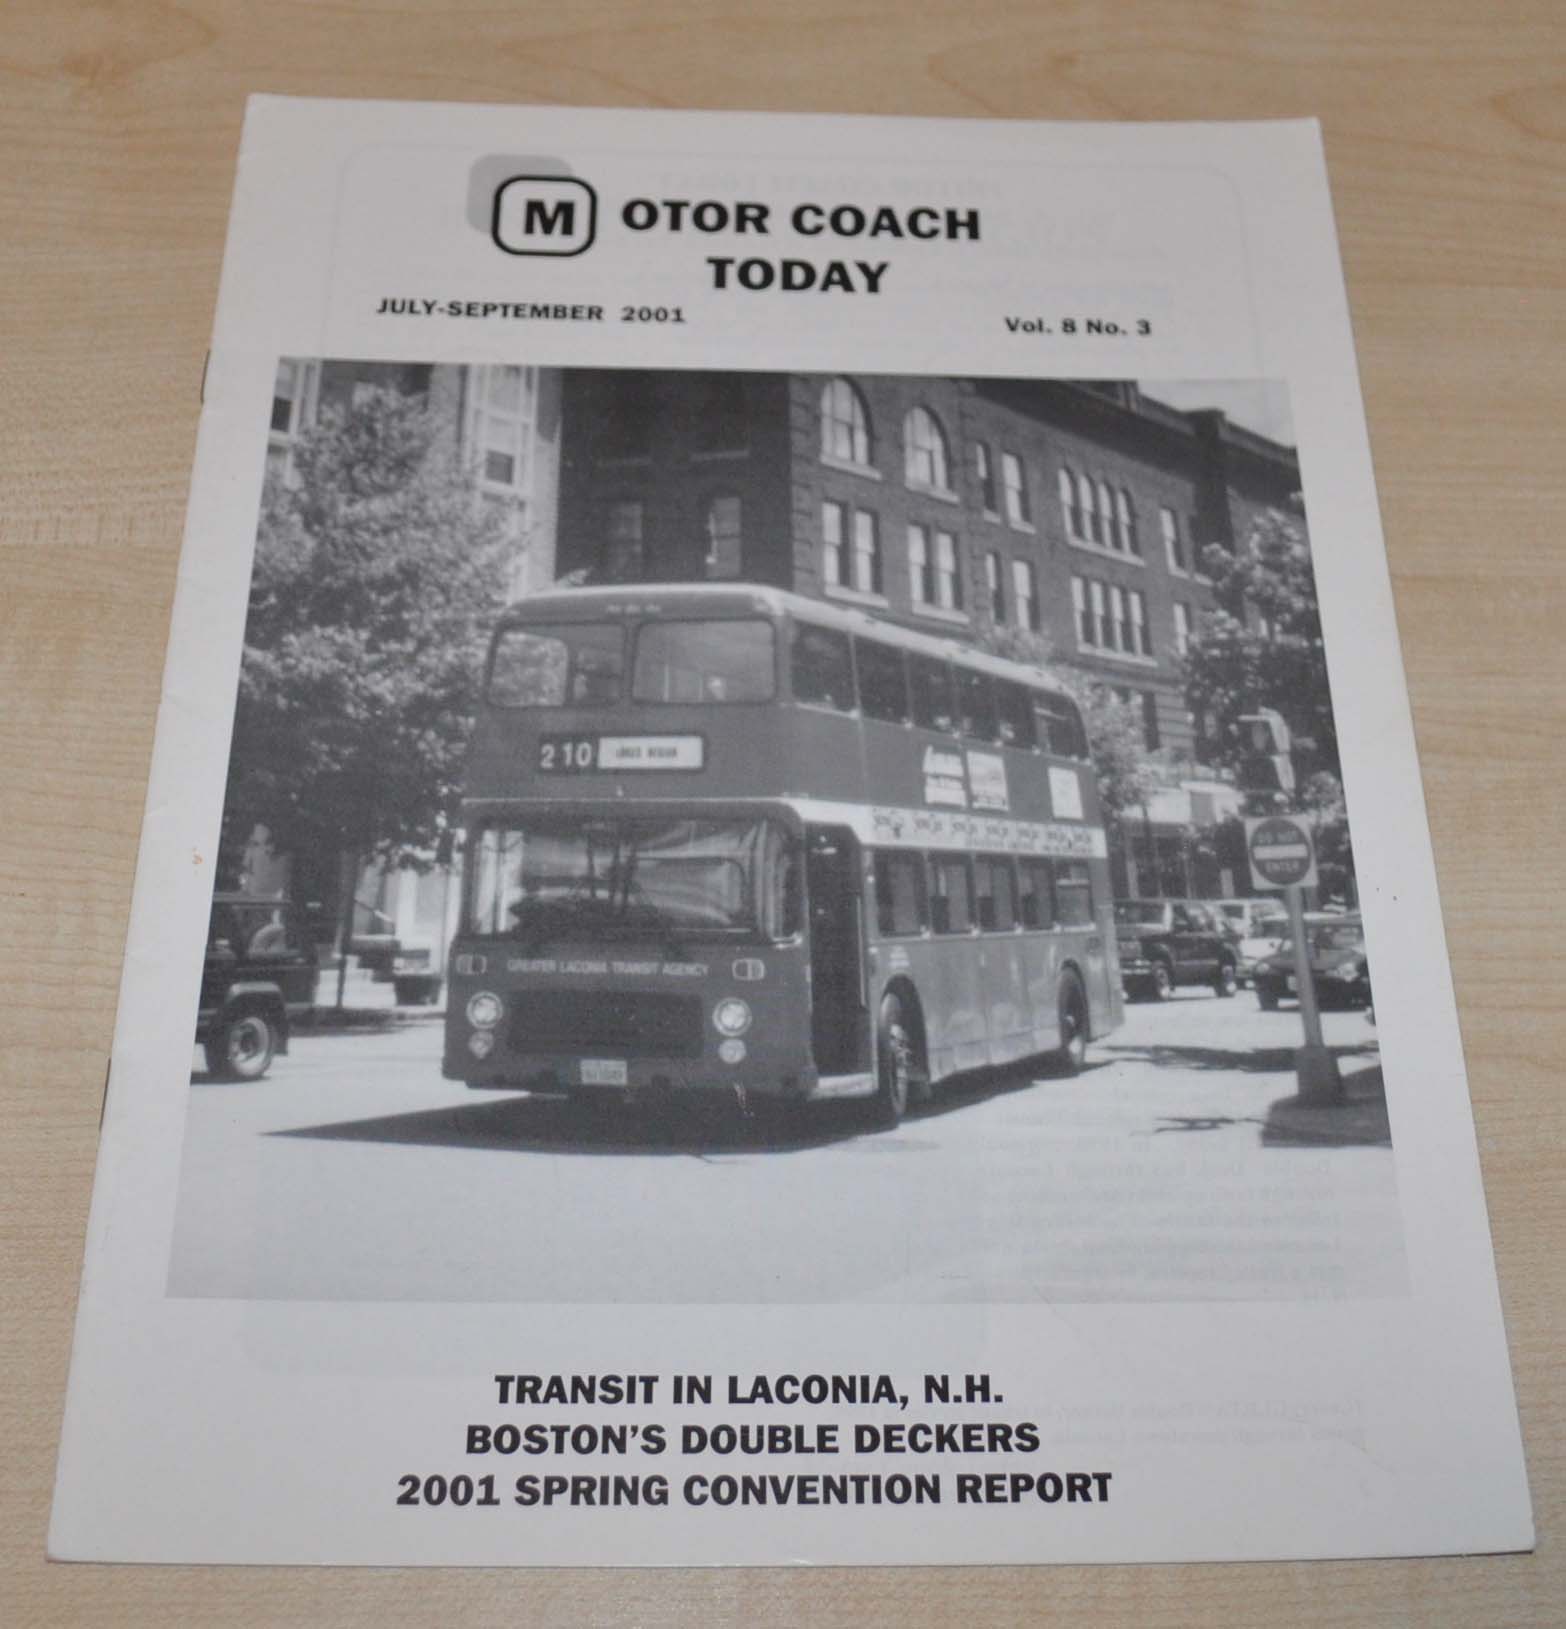 MOTOR COACH
TODAY
JULY-SEPTEMBER 2001
Vol. 8 No. 3
210
GREATER LACONIA TRANSIT AGENCY
DO NOT
ENTER
TRANSIT IN LACONIA, N.H.
BOSTON'S DOUBLE DECKERS
2001 SPRING CONVENTION REPORT